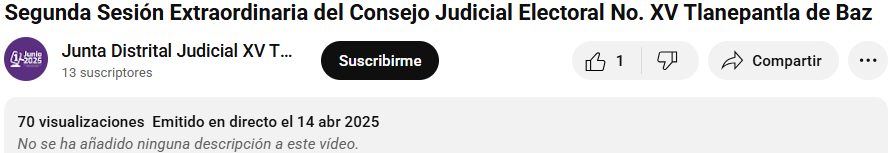 Segunda Sesión Extraordinaria del Consejo Judicial Electoral No. XV Tlanepantla de Baz
Junta Distrital Judicial XV T...
13 suscriptores
Suscribirme
1
Compartir
Junio
2025
70 visualizaciones Emitido en directo el 14 abr 2025
No se ha añadido ninguna descripción a este vídeo.